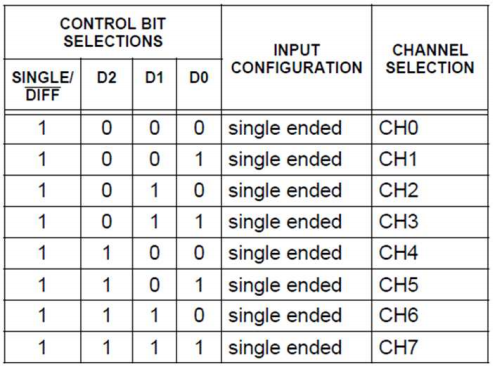 CONTROL BIT
SELECTIONS
INPUT
CONFIGURATION
CHANNEL
SELECTION
SINGLE/
DIFF
D2
D1
D0
1 0 0 0 single ended CH0
1 0 0 1 single ended CH1
1 0 1 0 single ended CH2
1 0 1 1 single ended CH3
1 1 0 0 single ended CH4
1 1 0 1 single ended CH5
1 1 1 0 single ended CH6
1 1 1 1 single ended CH7